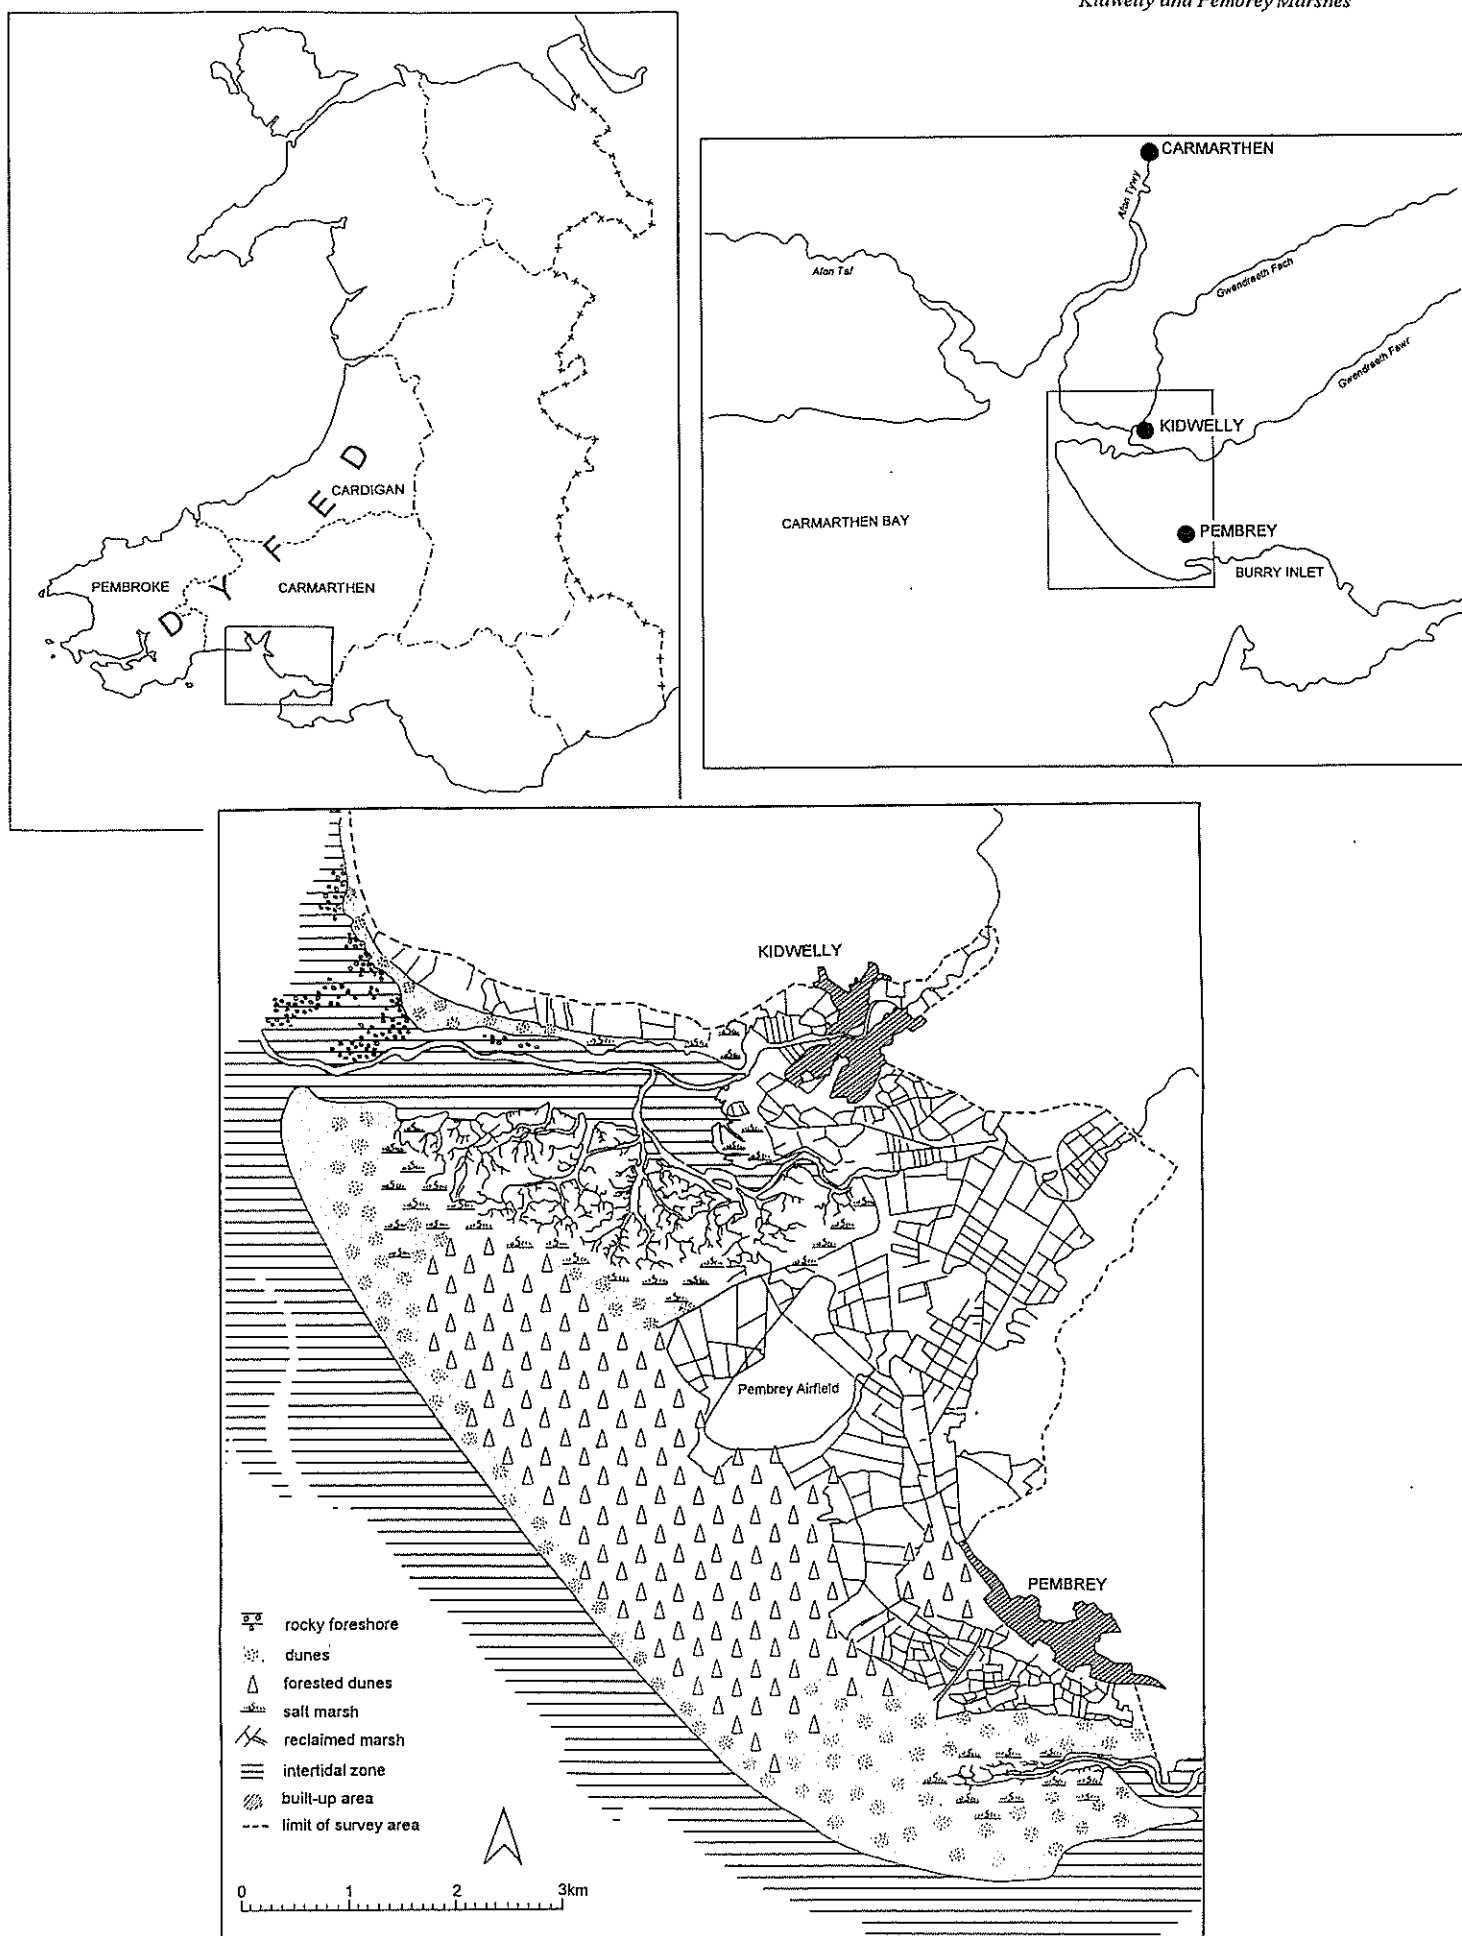 Kidwelly and Pembrey Marshes
DYFED
CARDIGAN
PEMBROKE
CARMARTHEN
CARMARTHEN
Afon Tywy
Afon Taf
Gwendraeth Fach
Gwendraeth Fawr
KIDWELLY
CARMARTHEN BAY
PEMBREY
BURRY INLET
KIDWELLY
Pembrey Airfield
PEMBREY
rocky foreshore
dunes
forested dunes
salt marsh
reclaimed marsh
intertidal zone
built-up area
limit of survey area
0 1 2 3km